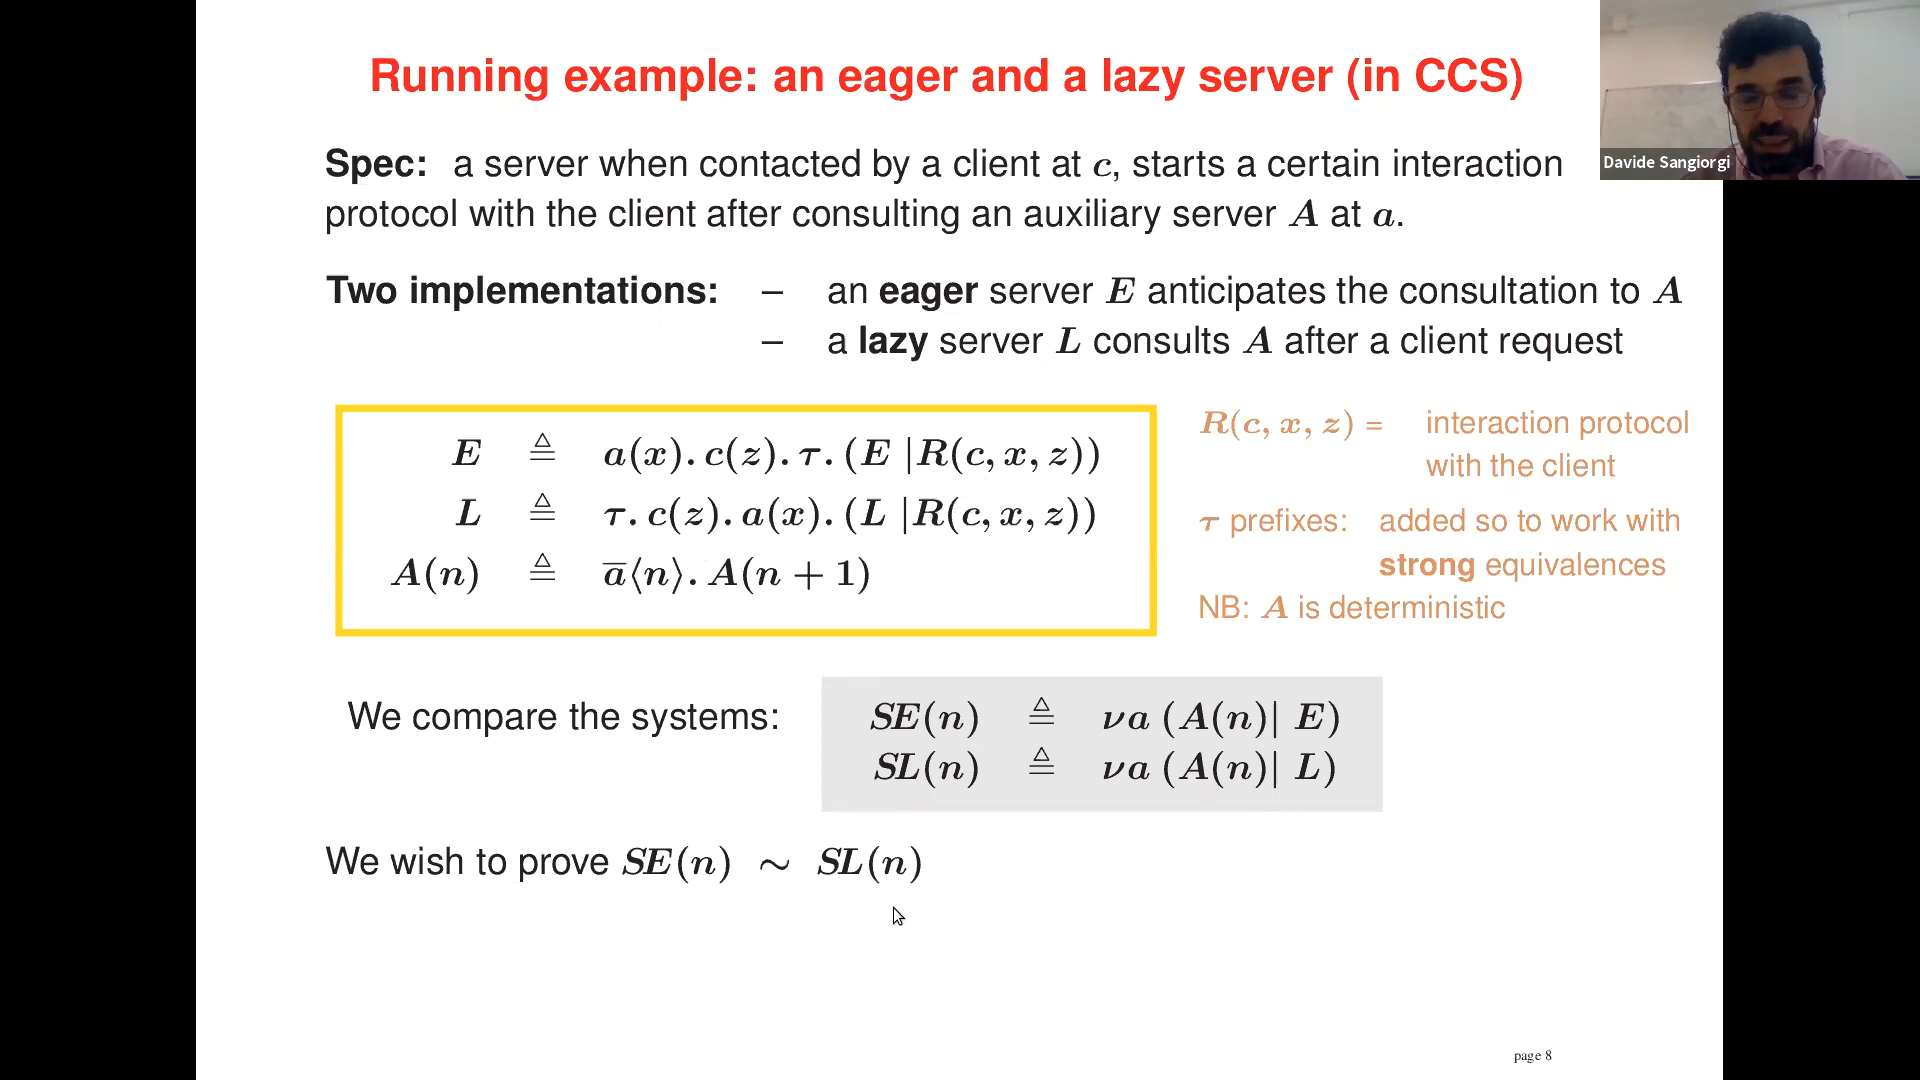 Running example: an eager and a lazy server (in CCS)
Davide Sangiorgi
Spec: a server when contacted by a client at c, starts a certain interaction
protocol with the client after consulting an auxiliary server A at a.
Two implementations: – an eager server E anticipates the consultation to A
– a lazy server L consults A after a client request
E ≜ a(x). c(z). τ. (E |R(c, x, z))
L ≜ τ. c(z). a(x). (L |R(c, x, z))
A(n) ≜ a̅⟨n⟩. A(n + 1)
R(c, x, z) = interaction protocol
with the client
τ prefixes: added so to work with
strong equivalences
NB: A is deterministic
We compare the systems:
SE(n) ≜ νa (A(n)| E)
SL(n) ≜ νa (A(n)| L)
We wish to prove SE(n) ∼ SL(n)
page 8